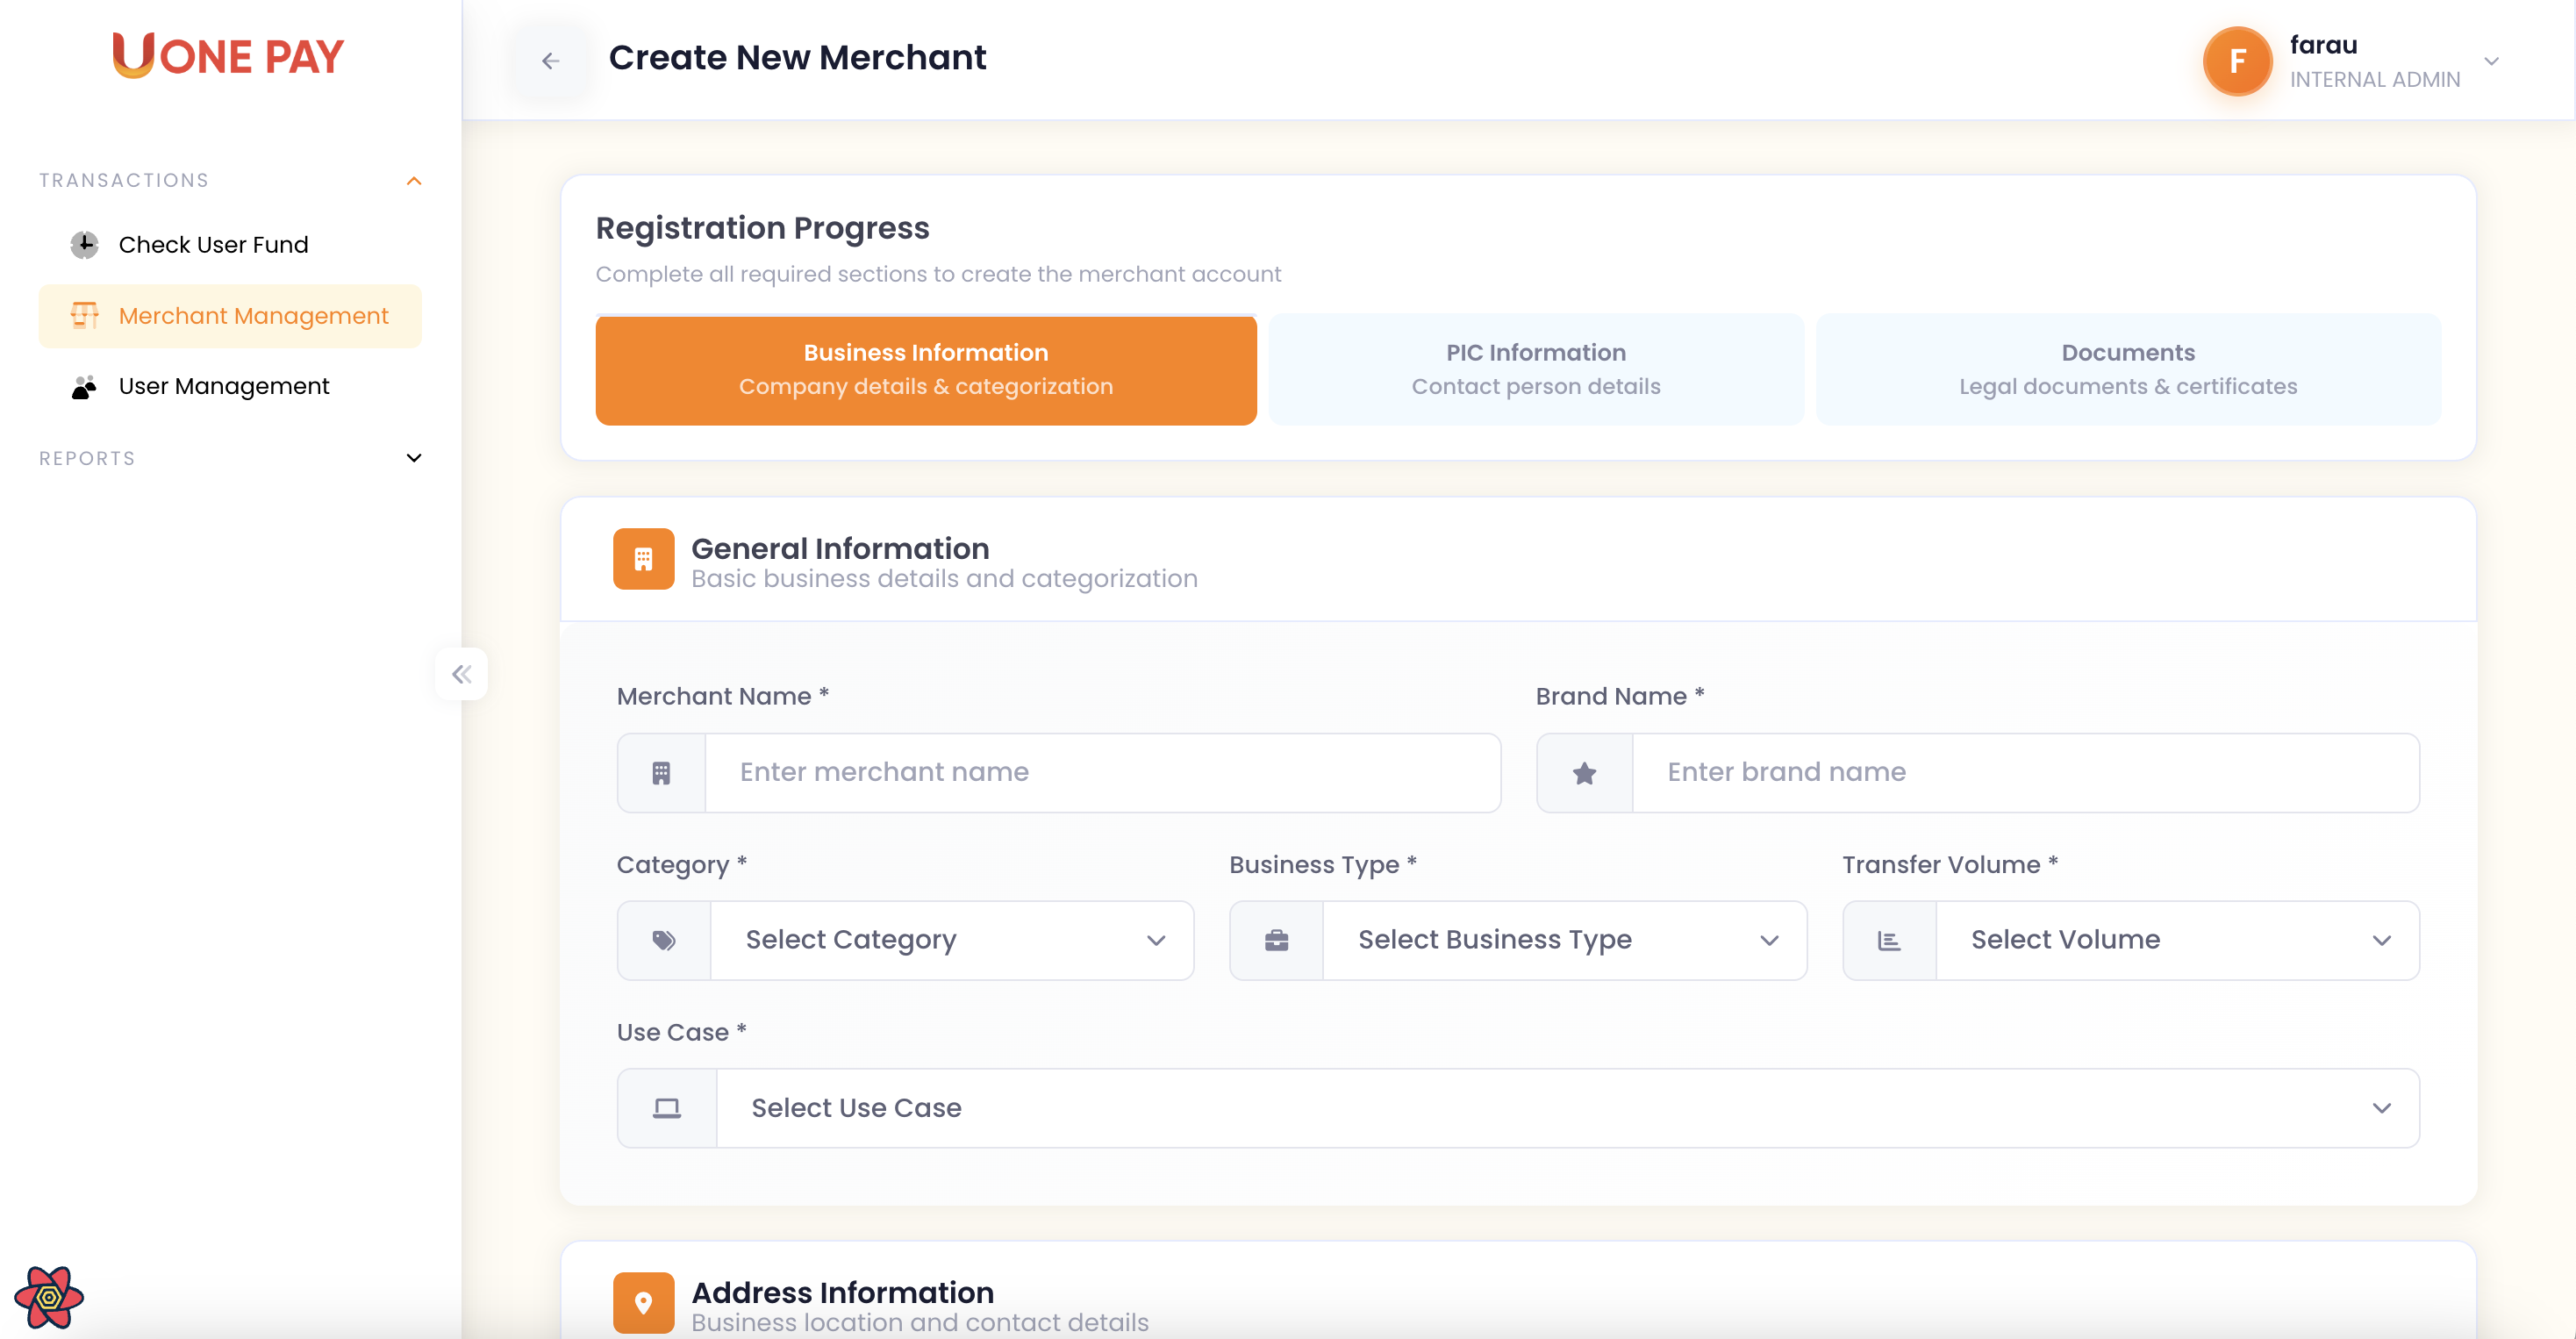 UONE PAY
Create New Merchant
F
farau
INTERNAL ADMIN
TRANSACTIONS
Check User Fund
Merchant Management
User Management
REPORTS
Registration Progress
Complete all required sections to create the merchant account
Business Information
Company details & categorization
PIC Information
Contact person details
Documents
Legal documents & certificates
General Information
Basic business details and categorization
Merchant Name *
Brand Name *
Enter merchant name
Enter brand name
Category *
Business Type *
Transfer Volume *
Select Category
Select Business Type
Select Volume
Use Case *
Select Use Case
Address Information
Business location and contact details